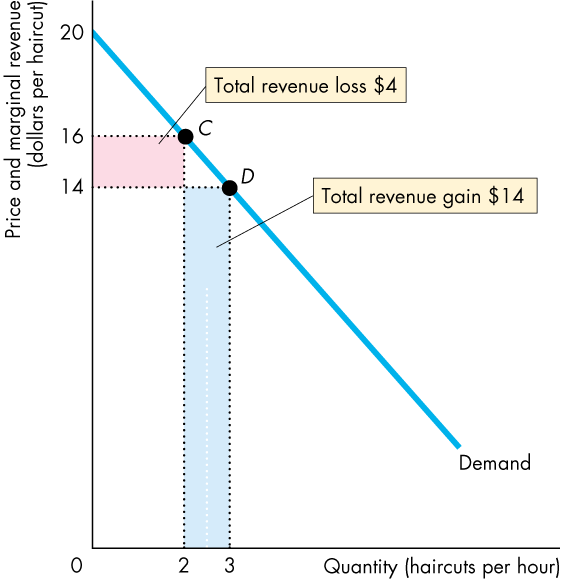 Price and marginal revenue
(dollars per haircut)
20
Total revenue loss $4
16
C
14
D
Total revenue gain $14
Demand
0
2
3
Quantity (haircuts per hour)